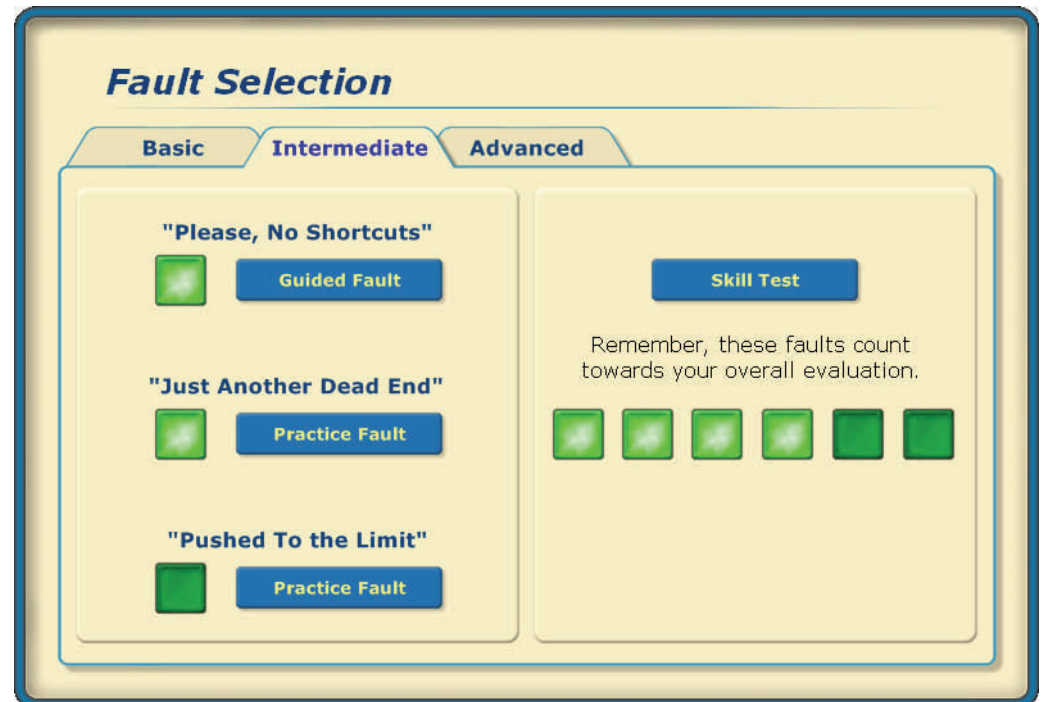 Fault Selection
Basic
Intermediate
Advanced
"Please, No Shortcuts"
Guided Fault
"Just Another Dead End"
Practice Fault
"Pushed To the Limit"
Practice Fault
Skill Test
Remember, these faults count
towards your overall evaluation.